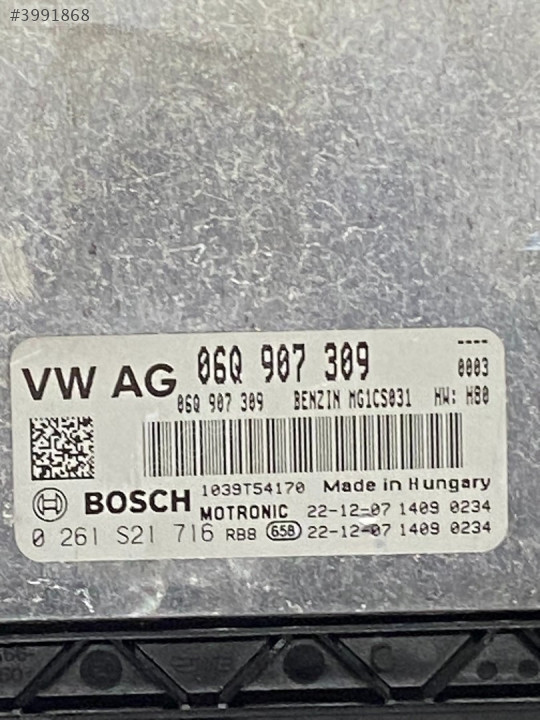 #3991868
----
VW AG 06Q 907 309 0003
06Q 907 309 BENZIN MG1CS031 HW: H80
1039T54170 Made in Hungary
BOSCH MOTRONIC 22-12-07 1409 0234
0 261 S21 716 RBB 658 22-12-07 1409 0234